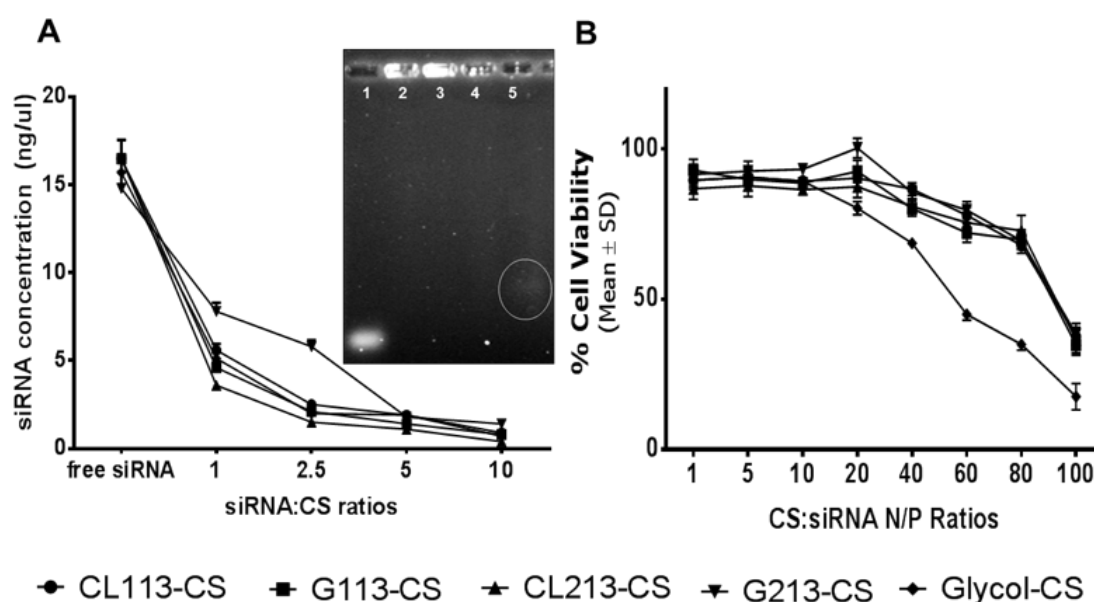 A
siRNA concentration (ng/ul)
20
15
10
5
0
free siRNA 1 2.5 5 10
siRNA:CS ratios
1 2 3 4 5
B
% Cell Viability
(Mean ± SD)
100
50
0
1 5 10 20 40 60 80 100
CS:siRNA N/P Ratios
CL113-CS G113-CS CL213-CS G213-CS Glycol-CS